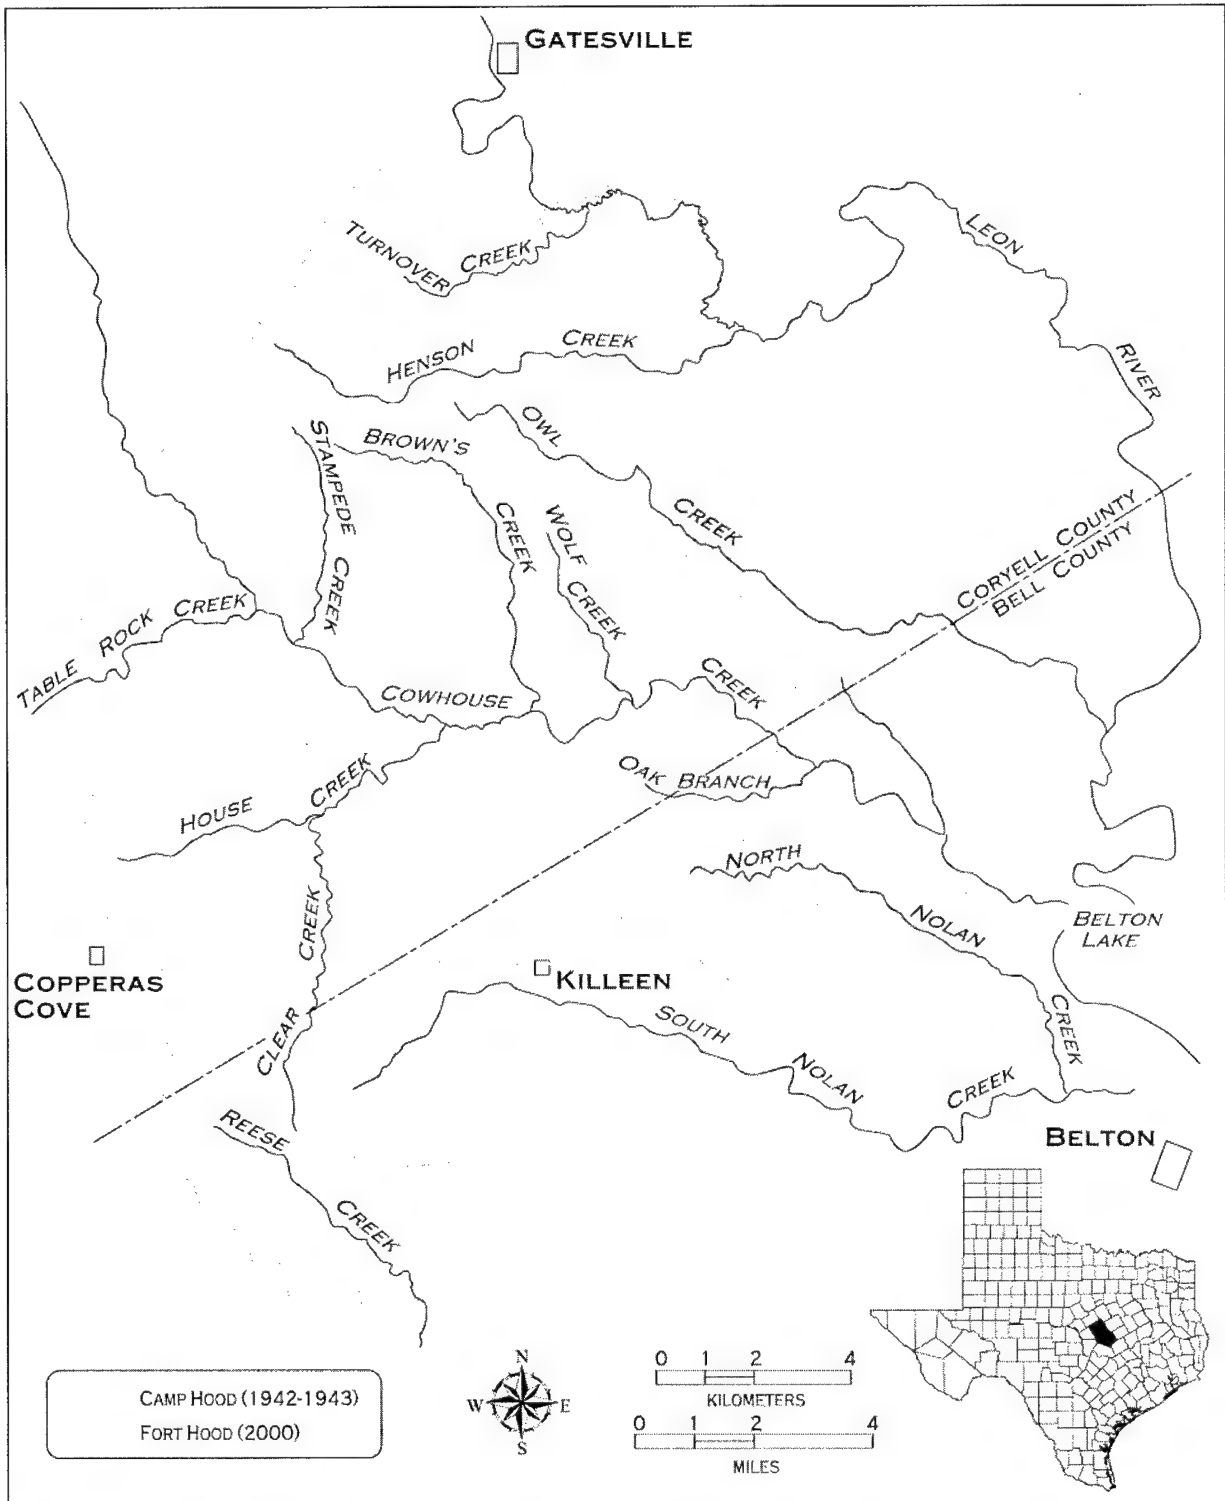 GATESVILLE
TURNOVER CREEK
LEON RIVER
HENSON CREEK
OWL CREEK
BROWN'S CREEK
STAMPEDE CREEK
WOLF CREEK
CORYELL COUNTY
BELL COUNTY
TABLE ROCK CREEK
COWHOUSE CREEK
OAK BRANCH
HOUSE CREEK
NORTH NOLAN CREEK
CLEAR CREEK
BELTON
LAKE
COPPERAS
COVE
KILLEEN
SOUTH NOLAN CREEK
BELTON
REESE CREEK
CAMP HOOD (1942-1943)
FORT HOOD (2000)
N
W E
S
0 1 2 4
KILOMETERS
0 1 2 4
MILES